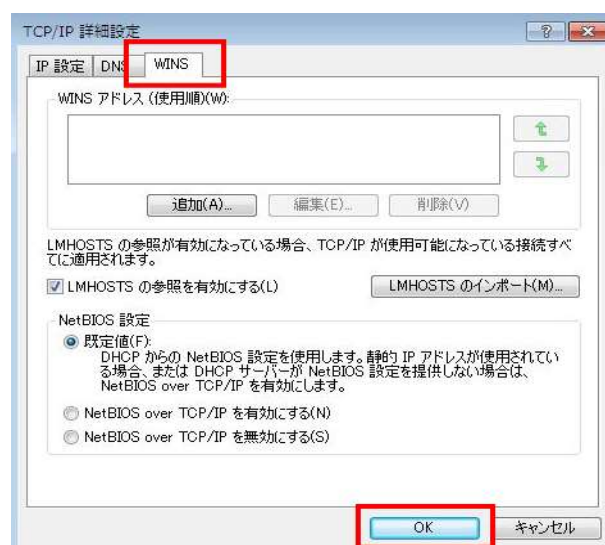 TCP/IP 詳細設定
IP 設定 DNS WINS
WINS アドレス (使用順)(W):
追加(A)... 編集(E)... 削除(V)
LMHOSTS の参照が有効になっている場合、TCP/IP が使用可能になっている接続すべ
てに適用されます。
LMHOSTS の参照を有効にする(L) LMHOSTS のインポート(M)...
NetBIOS 設定
既定値(F):
DHCP からの NetBIOS 設定を使用します。静的 IP アドレスが使用されてい
る場合、または DHCP サーバーが NetBIOS 設定を提供しない場合は、
NetBIOS over TCP/IP を有効にします。
NetBIOS over TCP/IP を有効にする(N)
NetBIOS over TCP/IP を無効にする(S)
OK キャンセル